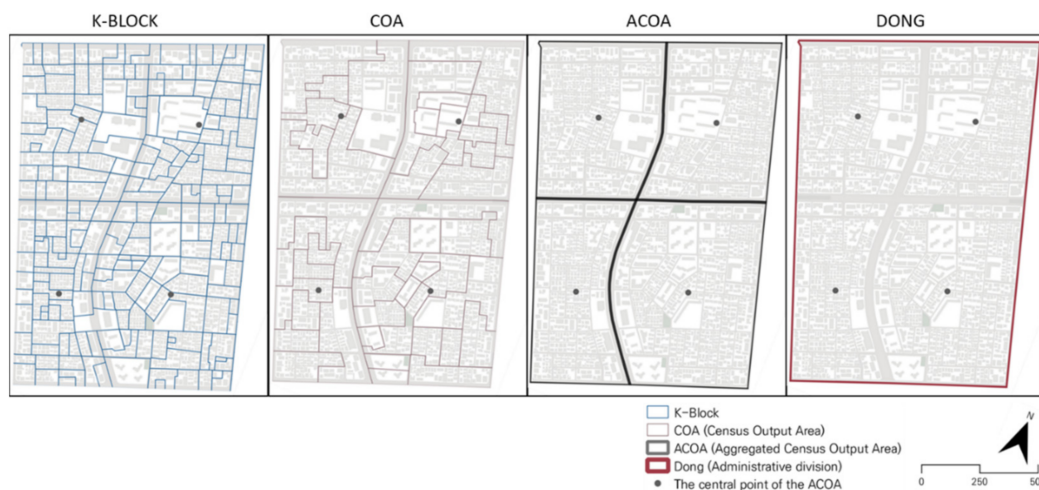 K-BLOCK
COA
ACOA
DONG
K-Block
COA (Census Output Area)
ACOA (Aggregated Census Output Area)
Dong (Administrative division)
The central point of the ACOA
N
0 250